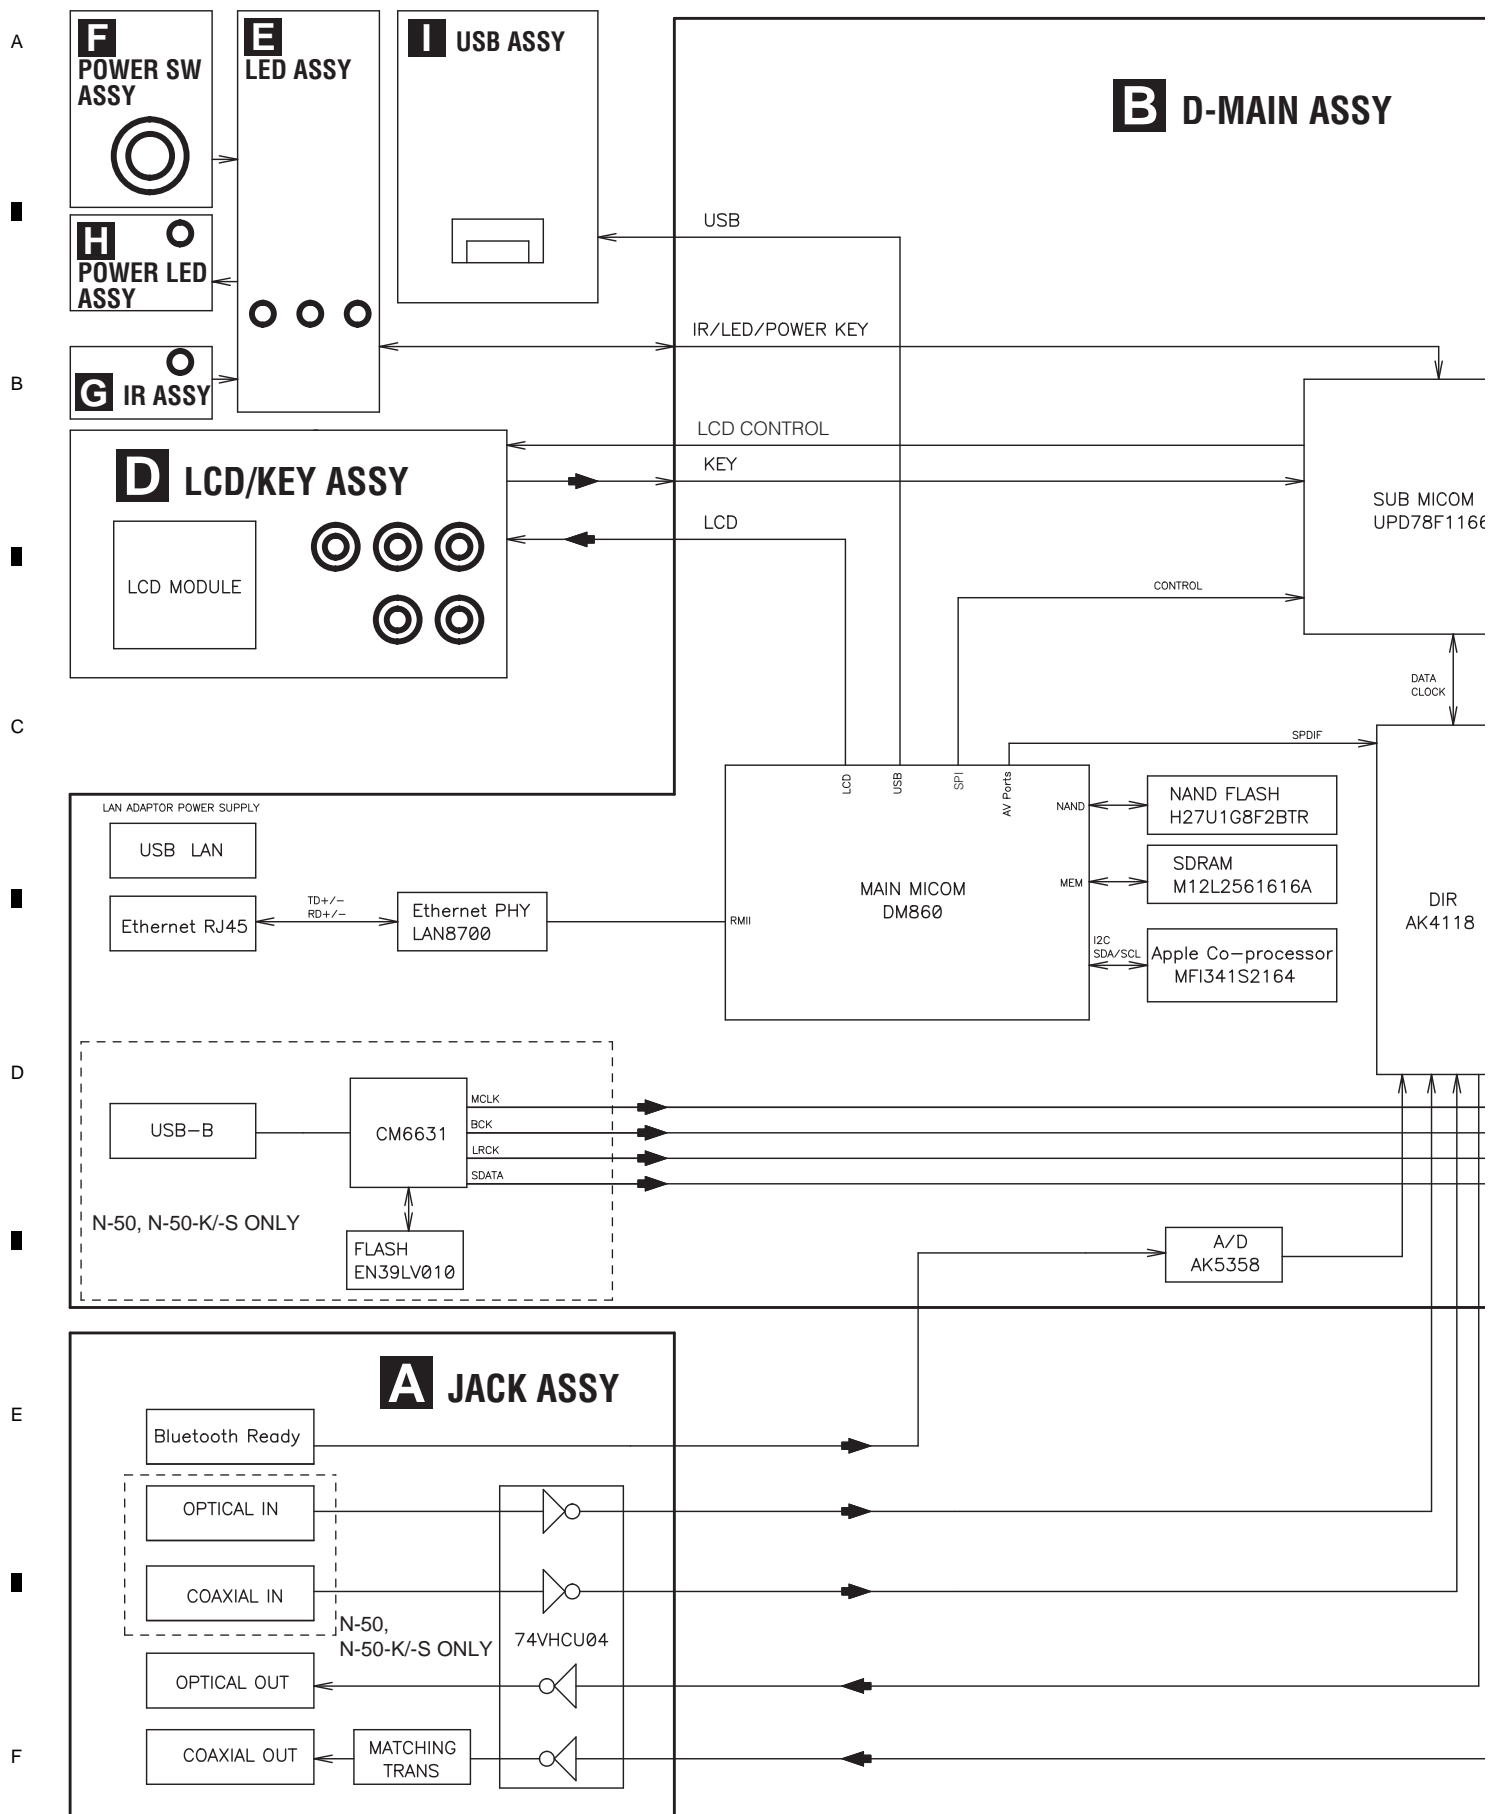 A
F
POWER SW
ASSY
E
LED ASSY
I USB ASSY
B D-MAIN ASSY
H
POWER LED
ASSY
USB
IR/LED/POWER KEY
B
G IR ASSY
LCD CONTROL
D LCD/KEY ASSY
KEY
LCD
LCD MODULE
SUB MICOM
UPD78F1166
CONTROL
DATA
CLOCK
C
SPDIF
LCD
USB
SPI
AV Ports
NAND
NAND FLASH
H27U1G8F2BTR
LAN ADAPTOR POWER SUPPLY
USB LAN
MEM
SDRAM
M12L2561616A
MAIN MICOM
DM860
Ethernet RJ45
TD+/-
RD+/-
Ethernet PHY
LAN8700
RMII
I2C
SDA/SCL
Apple Co-processor
MFI341S2164
DIR
AK4118
D
USB-B
CM6631
MCLK
BCK
LRCK
SDATA
N-50, N-50-K/-S ONLY
FLASH
EN39LV010
A/D
AK5358
A JACK ASSY
E
Bluetooth Ready
OPTICAL IN
COAXIAL IN
N-50,
N-50-K/-S ONLY
74VHCU04
OPTICAL OUT
F
COAXIAL OUT
MATCHING
TRANS